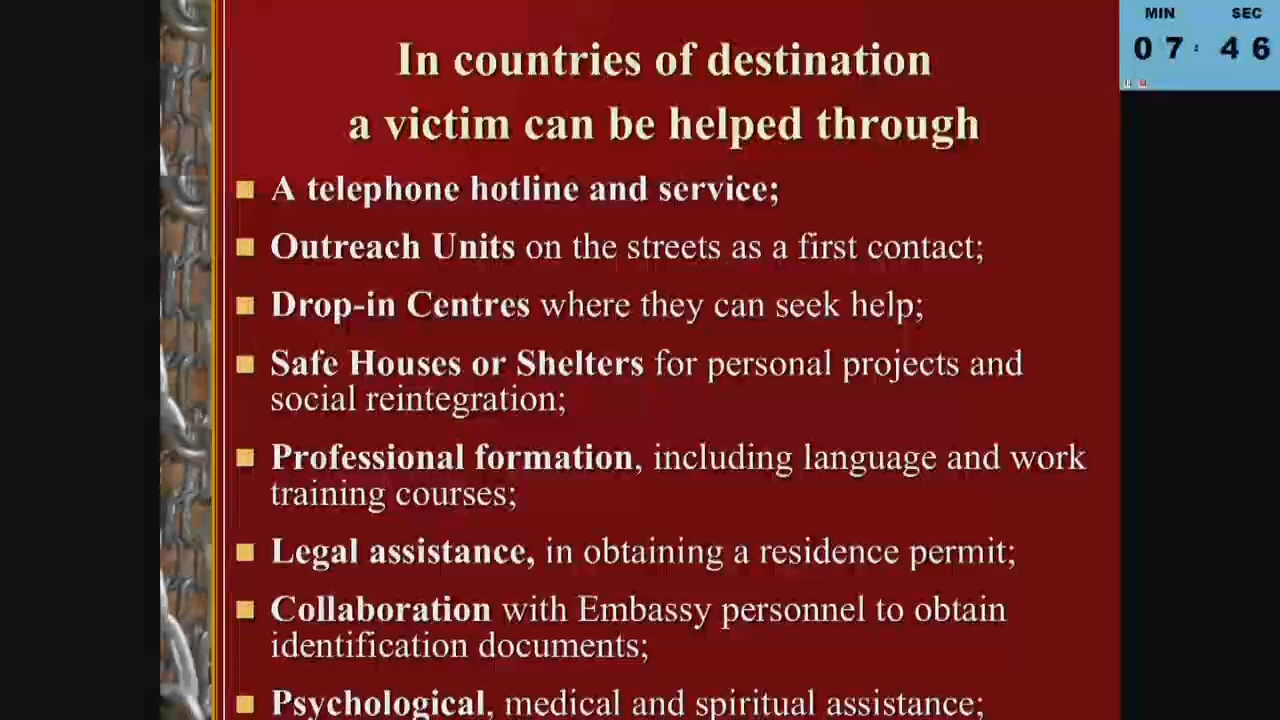 MIN SEC
07:46
In countries of destination
a victim can be helped through
A telephone hotline and service;
Outreach Units on the streets as a first contact;
Drop-in Centres where they can seek help;
Safe Houses or Shelters for personal projects and
social reintegration;
Professional formation, including language and work
training courses;
Legal assistance, in obtaining a residence permit;
Collaboration with Embassy personnel to obtain
identification documents;
Psychological, medical and spiritual assistance;